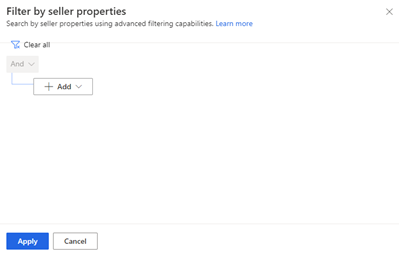 Filter by seller properties
Search by seller properties using advanced filtering capabilities. Learn more
Clear all
And
Add
Apply Cancel